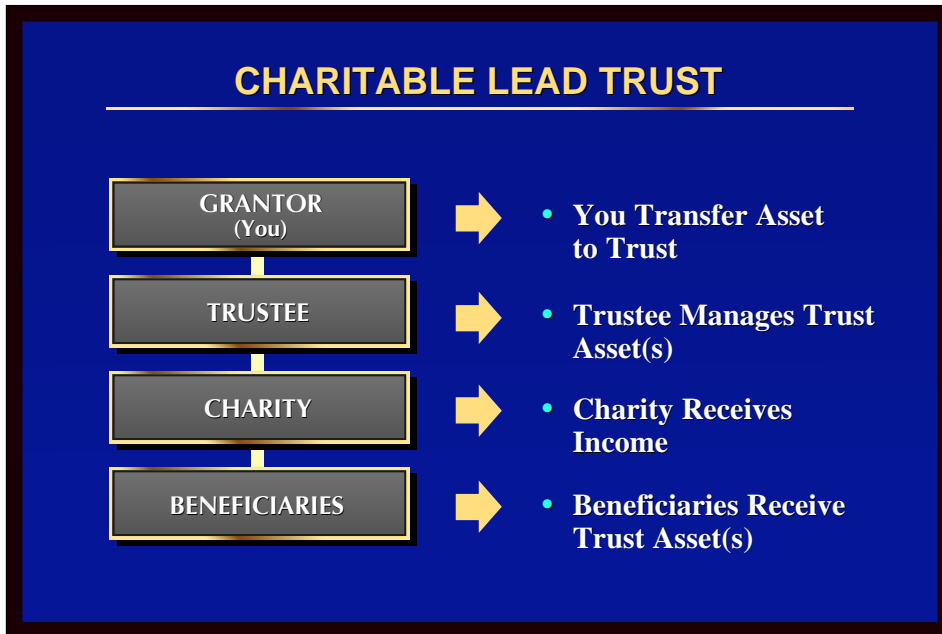 CHARITABLE LEAD TRUST
GRANTOR
(You)
• You Transfer Asset
to Trust
TRUSTEE
• Trustee Manages Trust
Asset(s)
CHARITY
• Charity Receives
Income
BENEFICIARIES
• Beneficiaries Receive
Trust Asset(s)